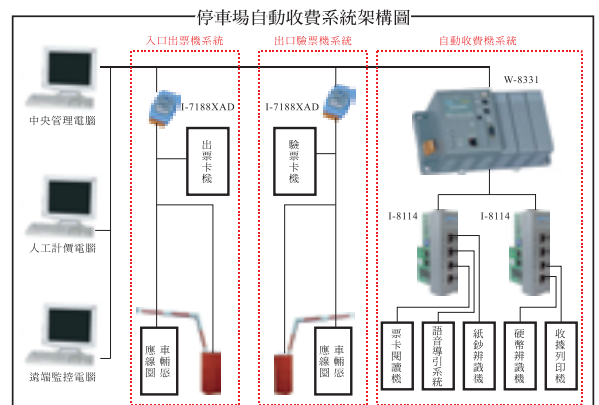 停車場自動收費系統架構圖
入口出票機系統
出口驗票機系統
自動收費機系統
W-8331
I-7188XAD
I-7188XAD
中央管理電腦
出票卡機
驗票卡機
I-8114
I-8114
人工計價電腦
遠端監控電腦
車輛感
應線圈
車輛感
應線圈
票卡閱讀機
語音導引系統
紙鈔辨識機
硬幣辨識機
收據列印機